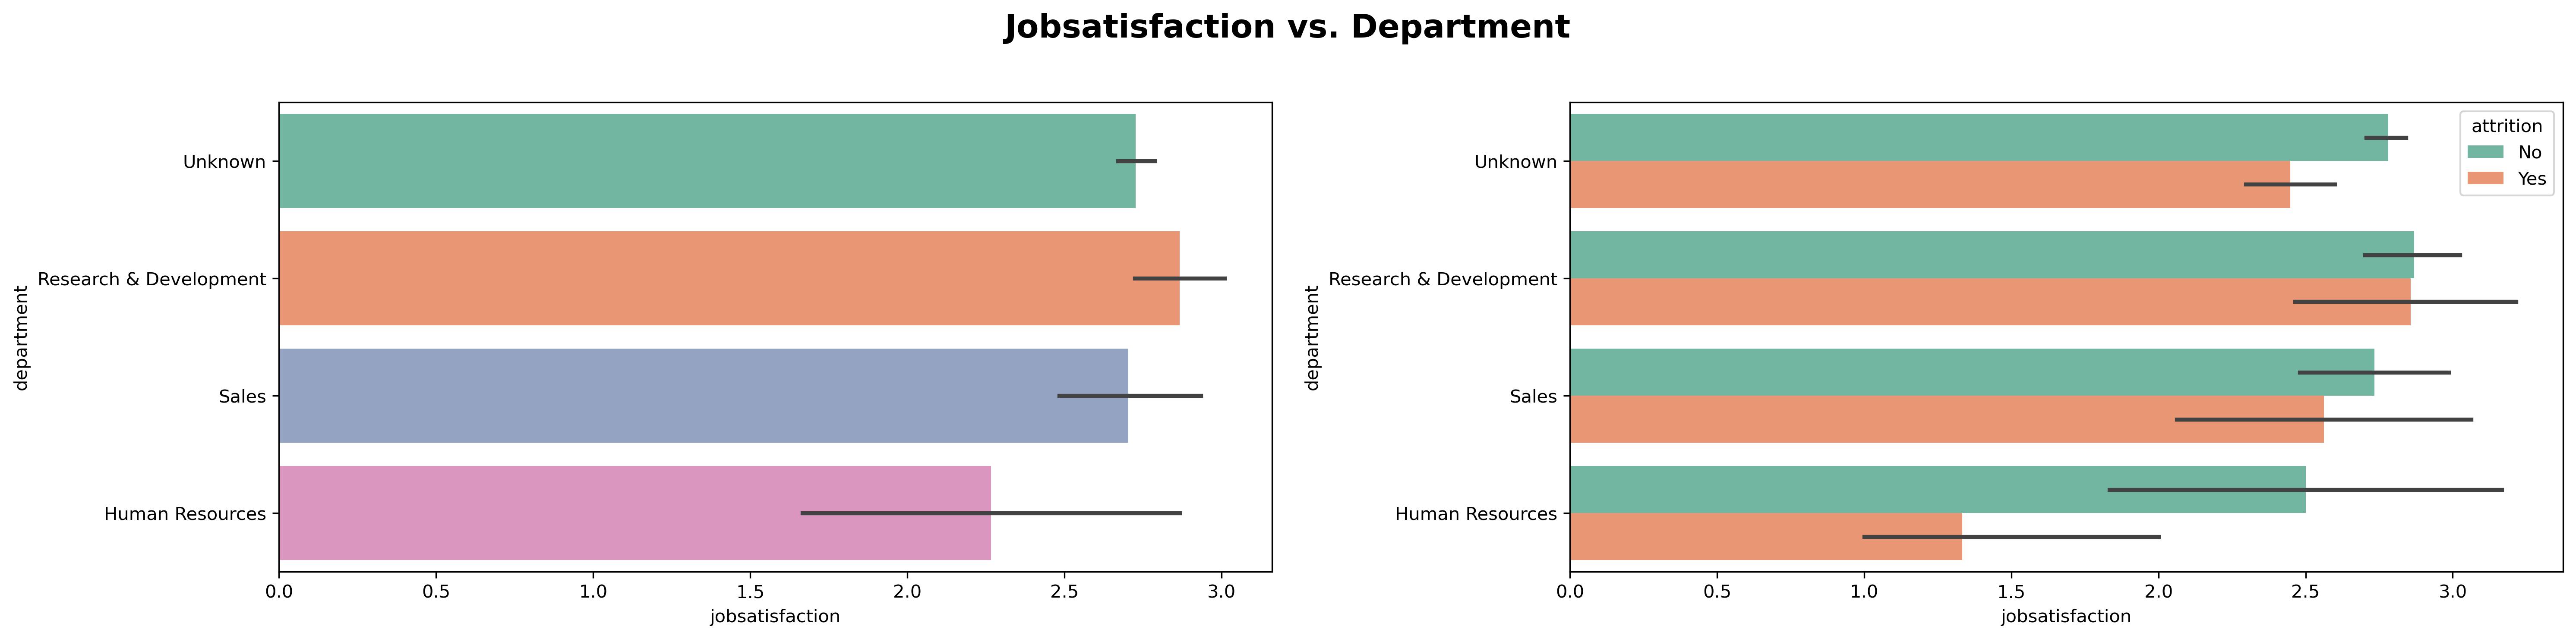 Jobsatisfaction vs. Department
department
Unknown
Research & Development
Sales
Human Resources
0.0 0.5 1.0 1.5 2.0 2.5 3.0
jobsatisfaction
department
Unknown
Research & Development
Sales
Human Resources
attrition
No
Yes
0.0 0.5 1.0 1.5 2.0 2.5 3.0
jobsatisfaction